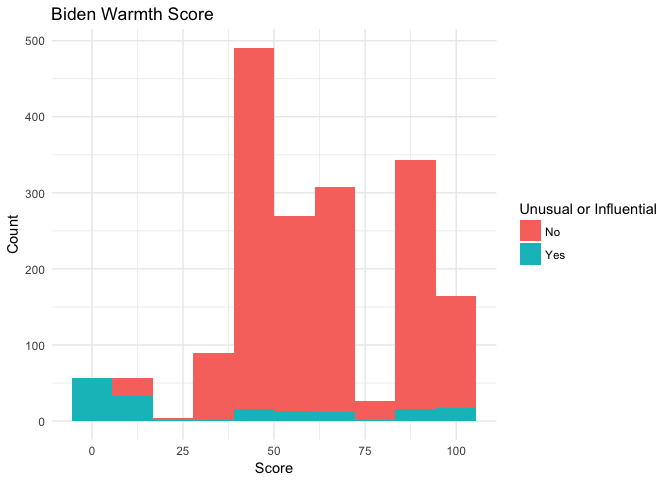 Biden Warmth Score
500
400
300
200
100
0
Count
0 25 50 75 100
Score
Unusual or Influential
No
Yes